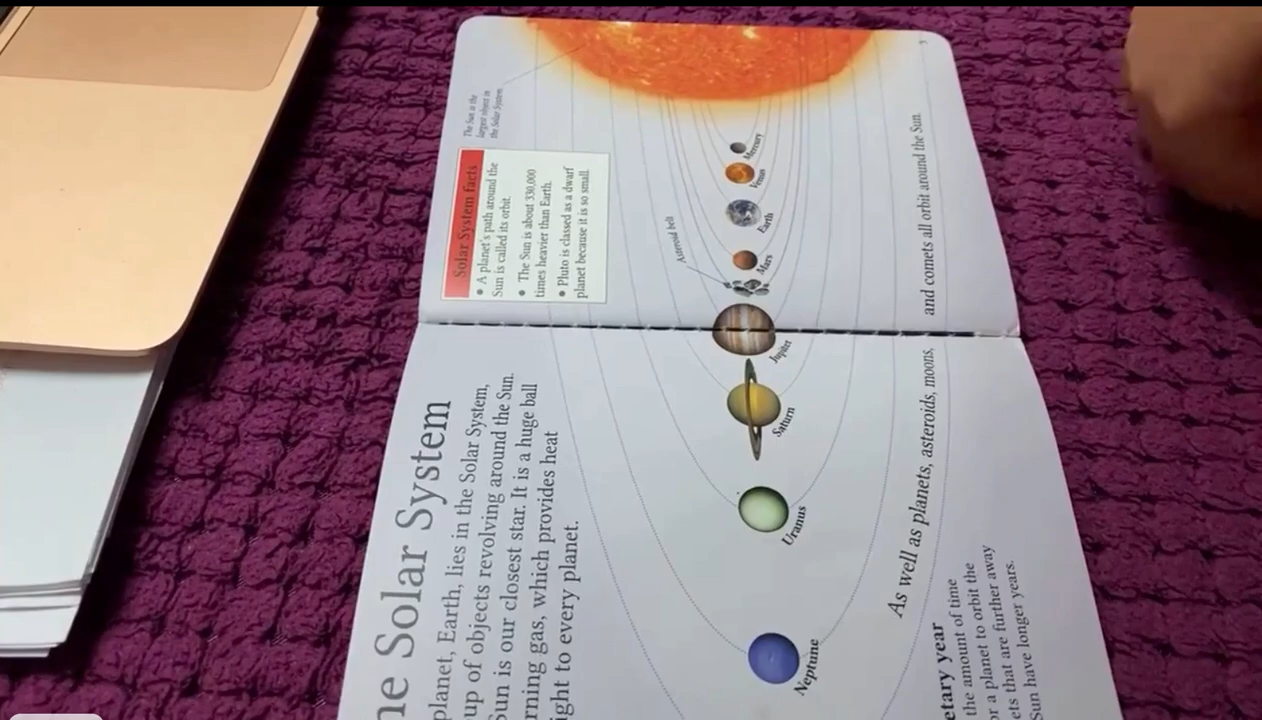 ne Solar System
planet, Earth, lies in the Solar System,
up of objects revolving around the Sun.
Sun is our closest star. It is a huge ball
rning gas, which provides heat
ight to every planet.
The Sun is the
largest object in
the Solar System.
Solar System facts
• A planet's path around the
Sun is called its orbit.
• The Sun is about 330,000
times heavier than Earth.
• Pluto is classed as a dwarf
planet because it is so small.
Asteroid belt
Neptune
Uranus
Saturn
Jupiter
Mars
Earth
Venus
Mercury
As well as planets, asteroids, moons,
and comets all orbit around the Sun.
etary year
the amount of time
or a planet to orbit the
ets that are further away
Sun have longer years.